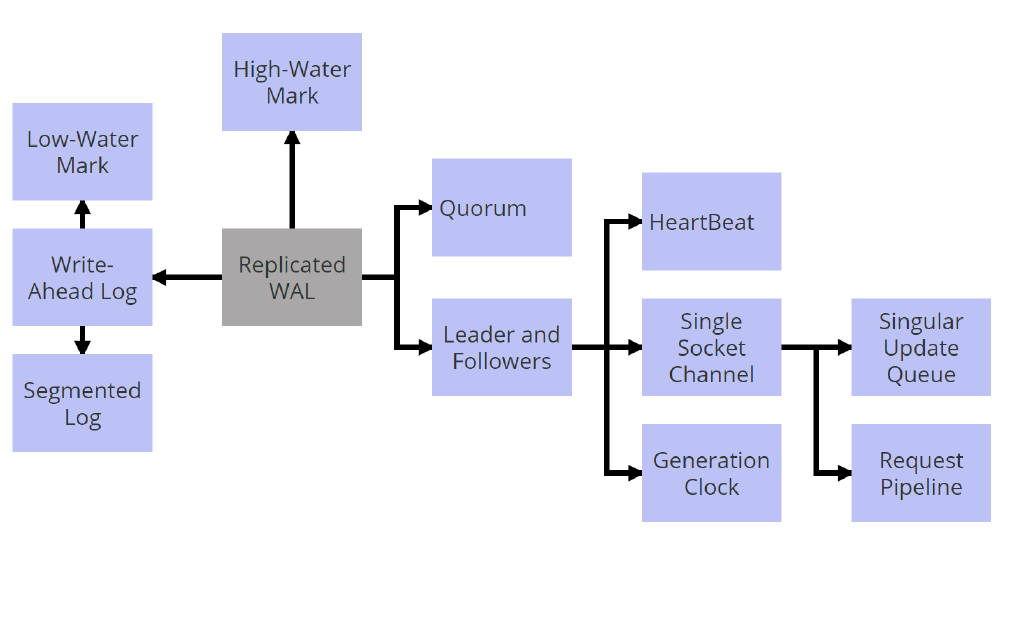 High-Water
Mark
Low-Water
Mark
Quorum
HeartBeat
Write-
Ahead Log
Replicated
WAL
Leader and
Followers
Single
Socket
Channel
Singular
Update
Queue
Segmented
Log
Generation
Clock
Request
Pipeline